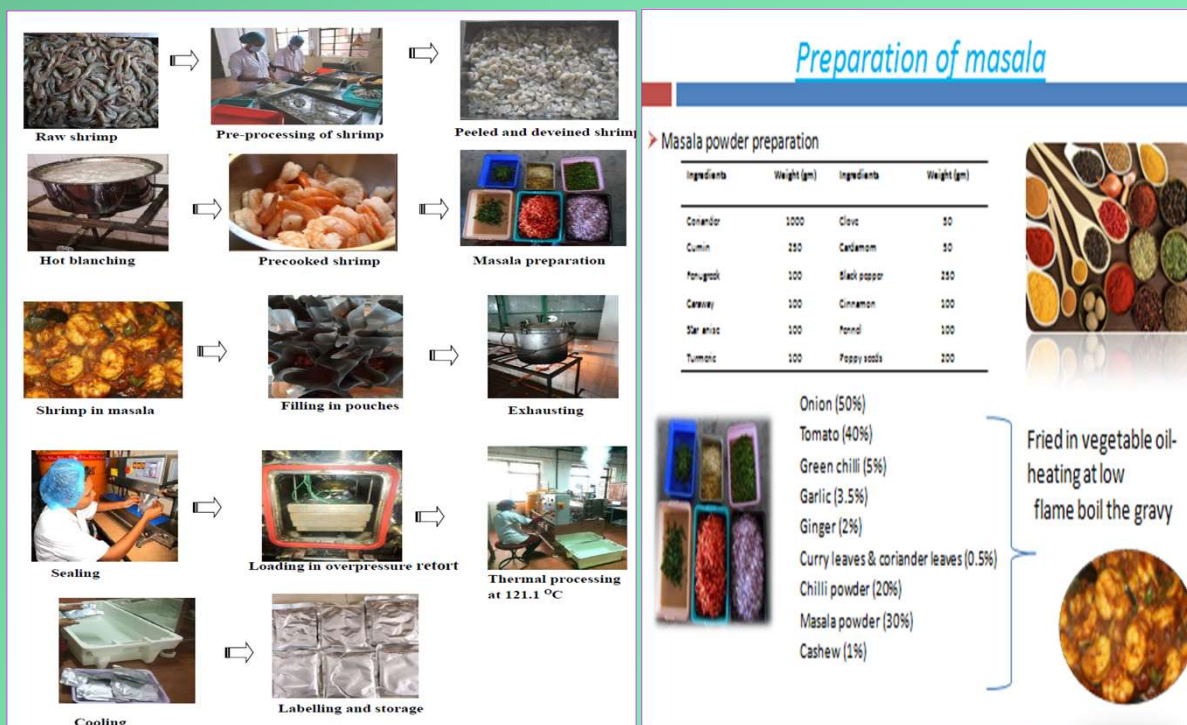 Raw shrimp
Pre-processing of shrimp
Peeled and deveined shrimp
Hot blanching
Precooked shrimp
Masala preparation
Shrimp in masala
Filling in pouches
Exhausting
Sealing
Loading in overpressure retort
Thermal processing
at 121.1 ᴼC
Cooling
Labelling and storage
Preparation of masala
Masala powder preparation
Ingredients Weight (gm) Ingredients Weight (gm)
Coriander 1000 Clove 50
Cumin 250 Cardamom 50
Fenugreek 100 Black pepper 250
Caraway 100 Cinnamon 100
Star anise 100 Fennel 100
Turmeric 100 Poppy seeds 200
Onion (50%)
Tomato (40%)
Green chilli (5%)
Garlic (3.5%)
Ginger (2%)
Curry leaves & coriander leaves (0.5%)
Chilli powder (20%)
Masala powder (30%)
Cashew (1%)
Fried in vegetable oil-
heating at low
flame boil the gravy